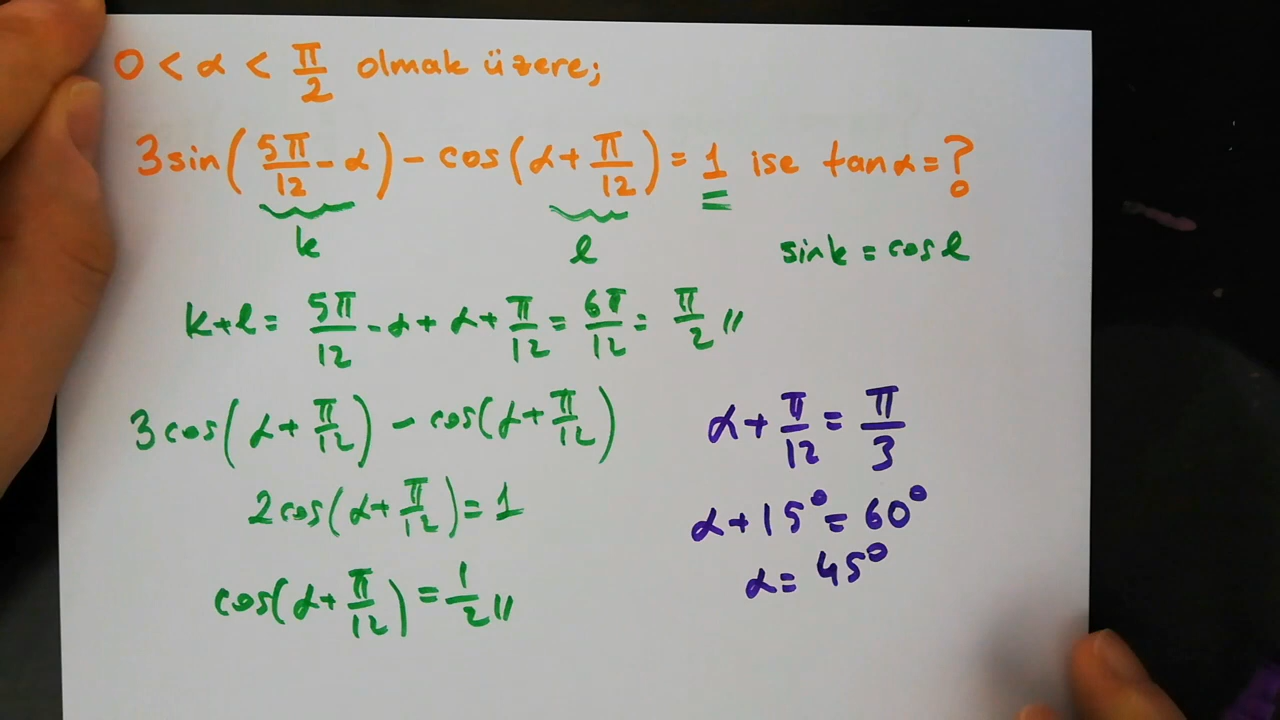 0 < α < π/2 olmak üzere;
3sin(5π/12 - α) - cos(α + π/12) = 1 ise tanα = ?
k l sink = cosl
k+l = 5π/12 - α + α + π/12 = 6π/12 = π/2 //
3cos(α + π/12) - cos(α + π/12)
2cos(α + π/12) = 1
cos(α + π/12) = 1/2 //
α + π/12 = π/3
α + 15° = 60°
α = 45°